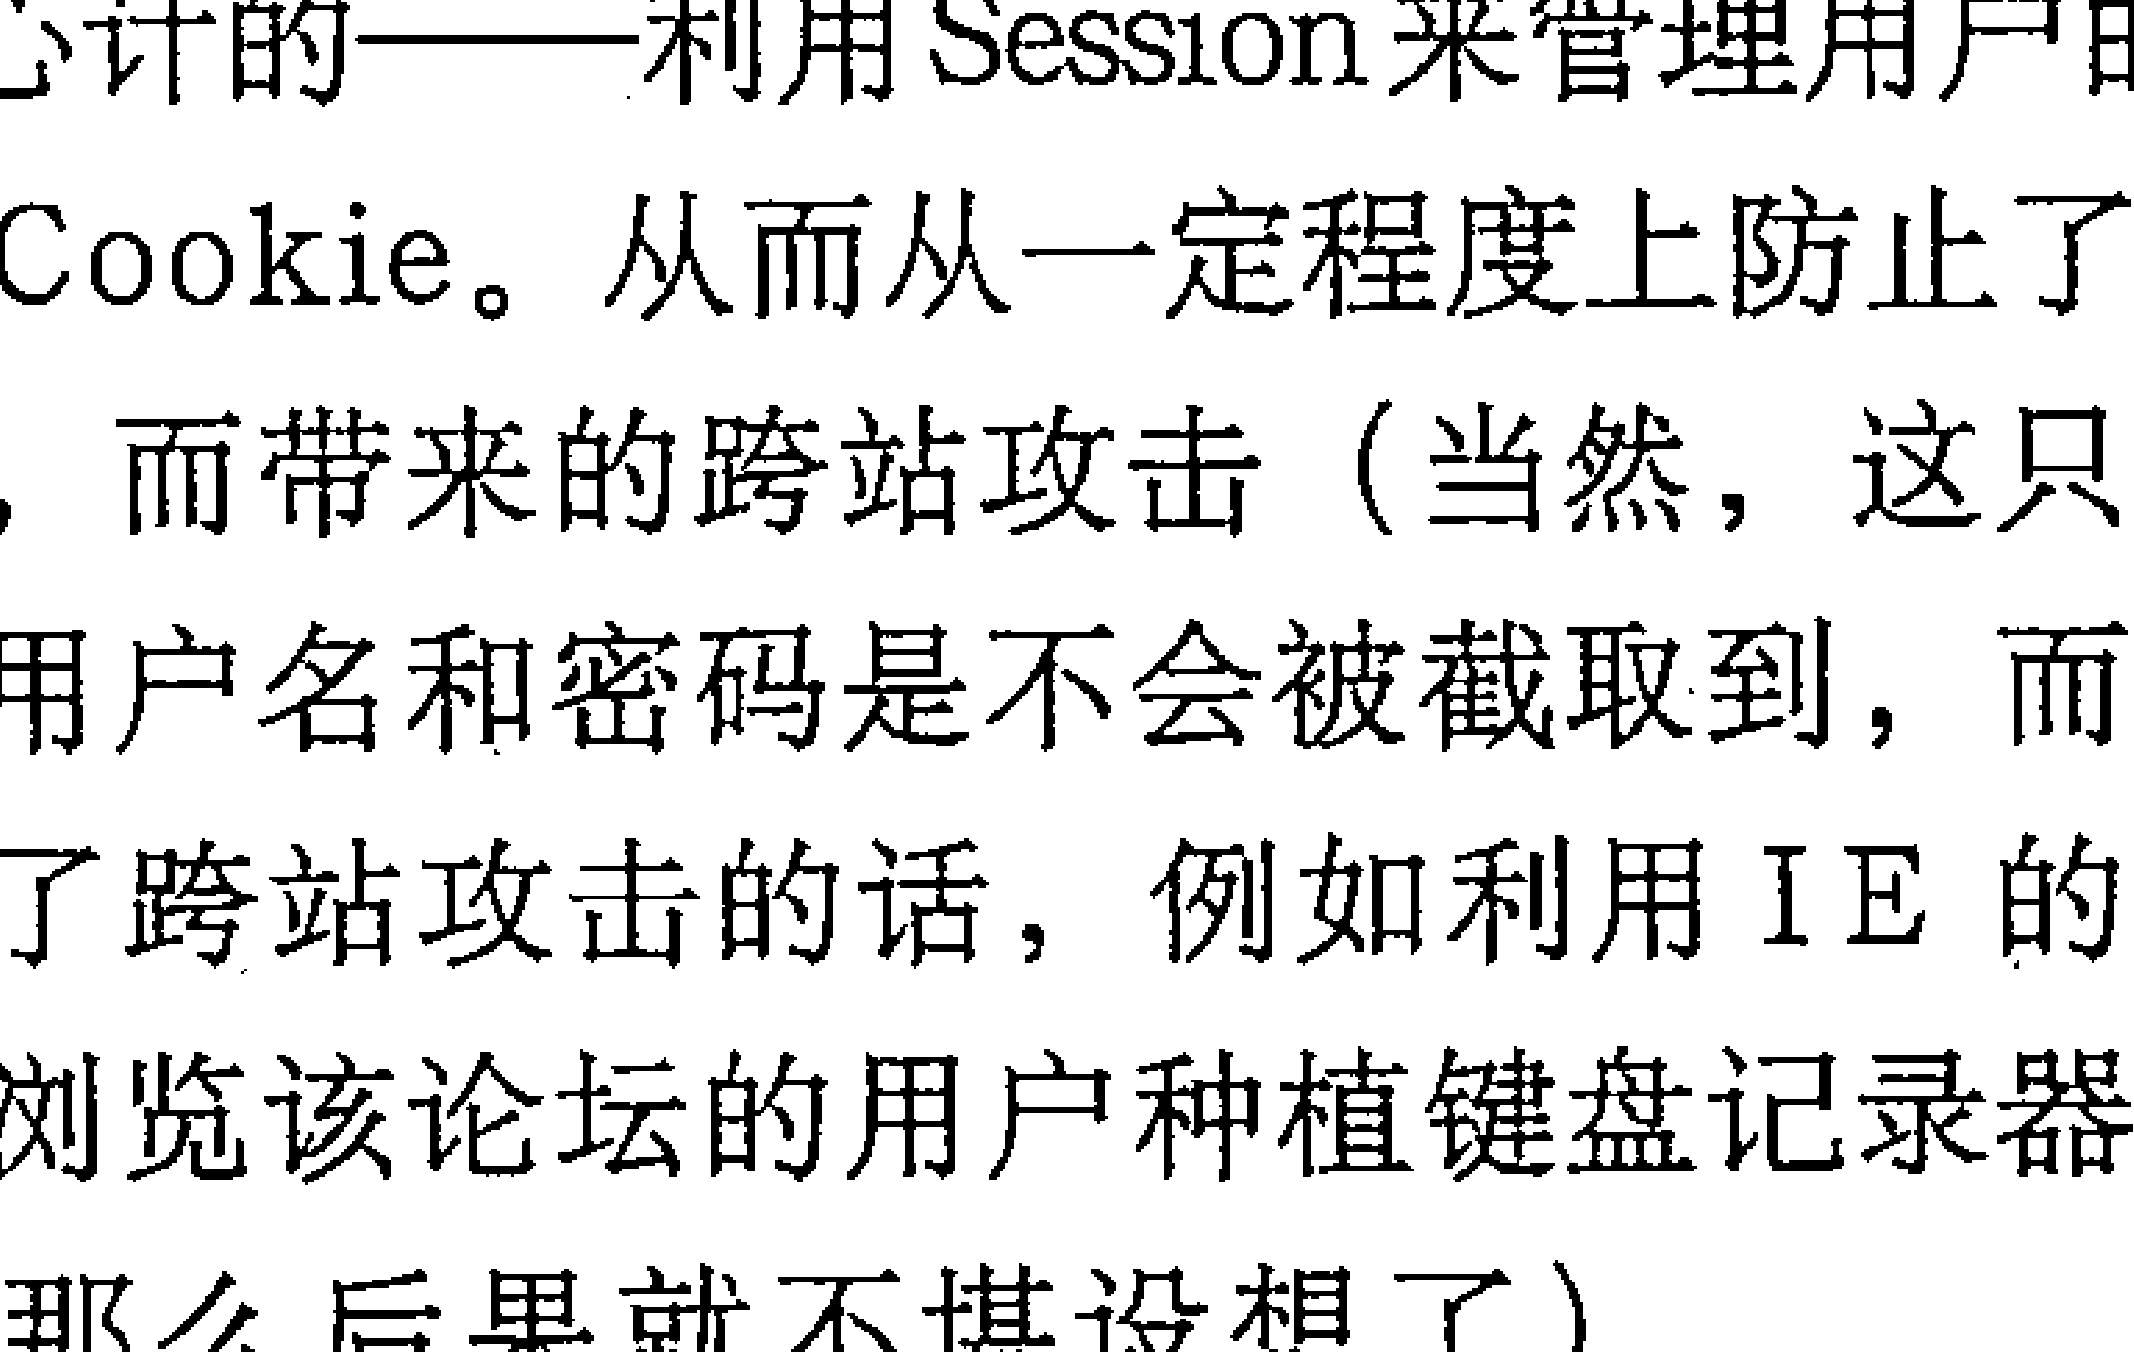 计的——利用Session来管理用户
Cookie。从而从一定程度上防止了
，而带来的跨站攻击（当然，这只
用户名和密码是不会被截取到，而
了跨站攻击的话，例如利用IE的
浏览该论坛的用户种植键盘记录器
那么后果就不堪设想了）